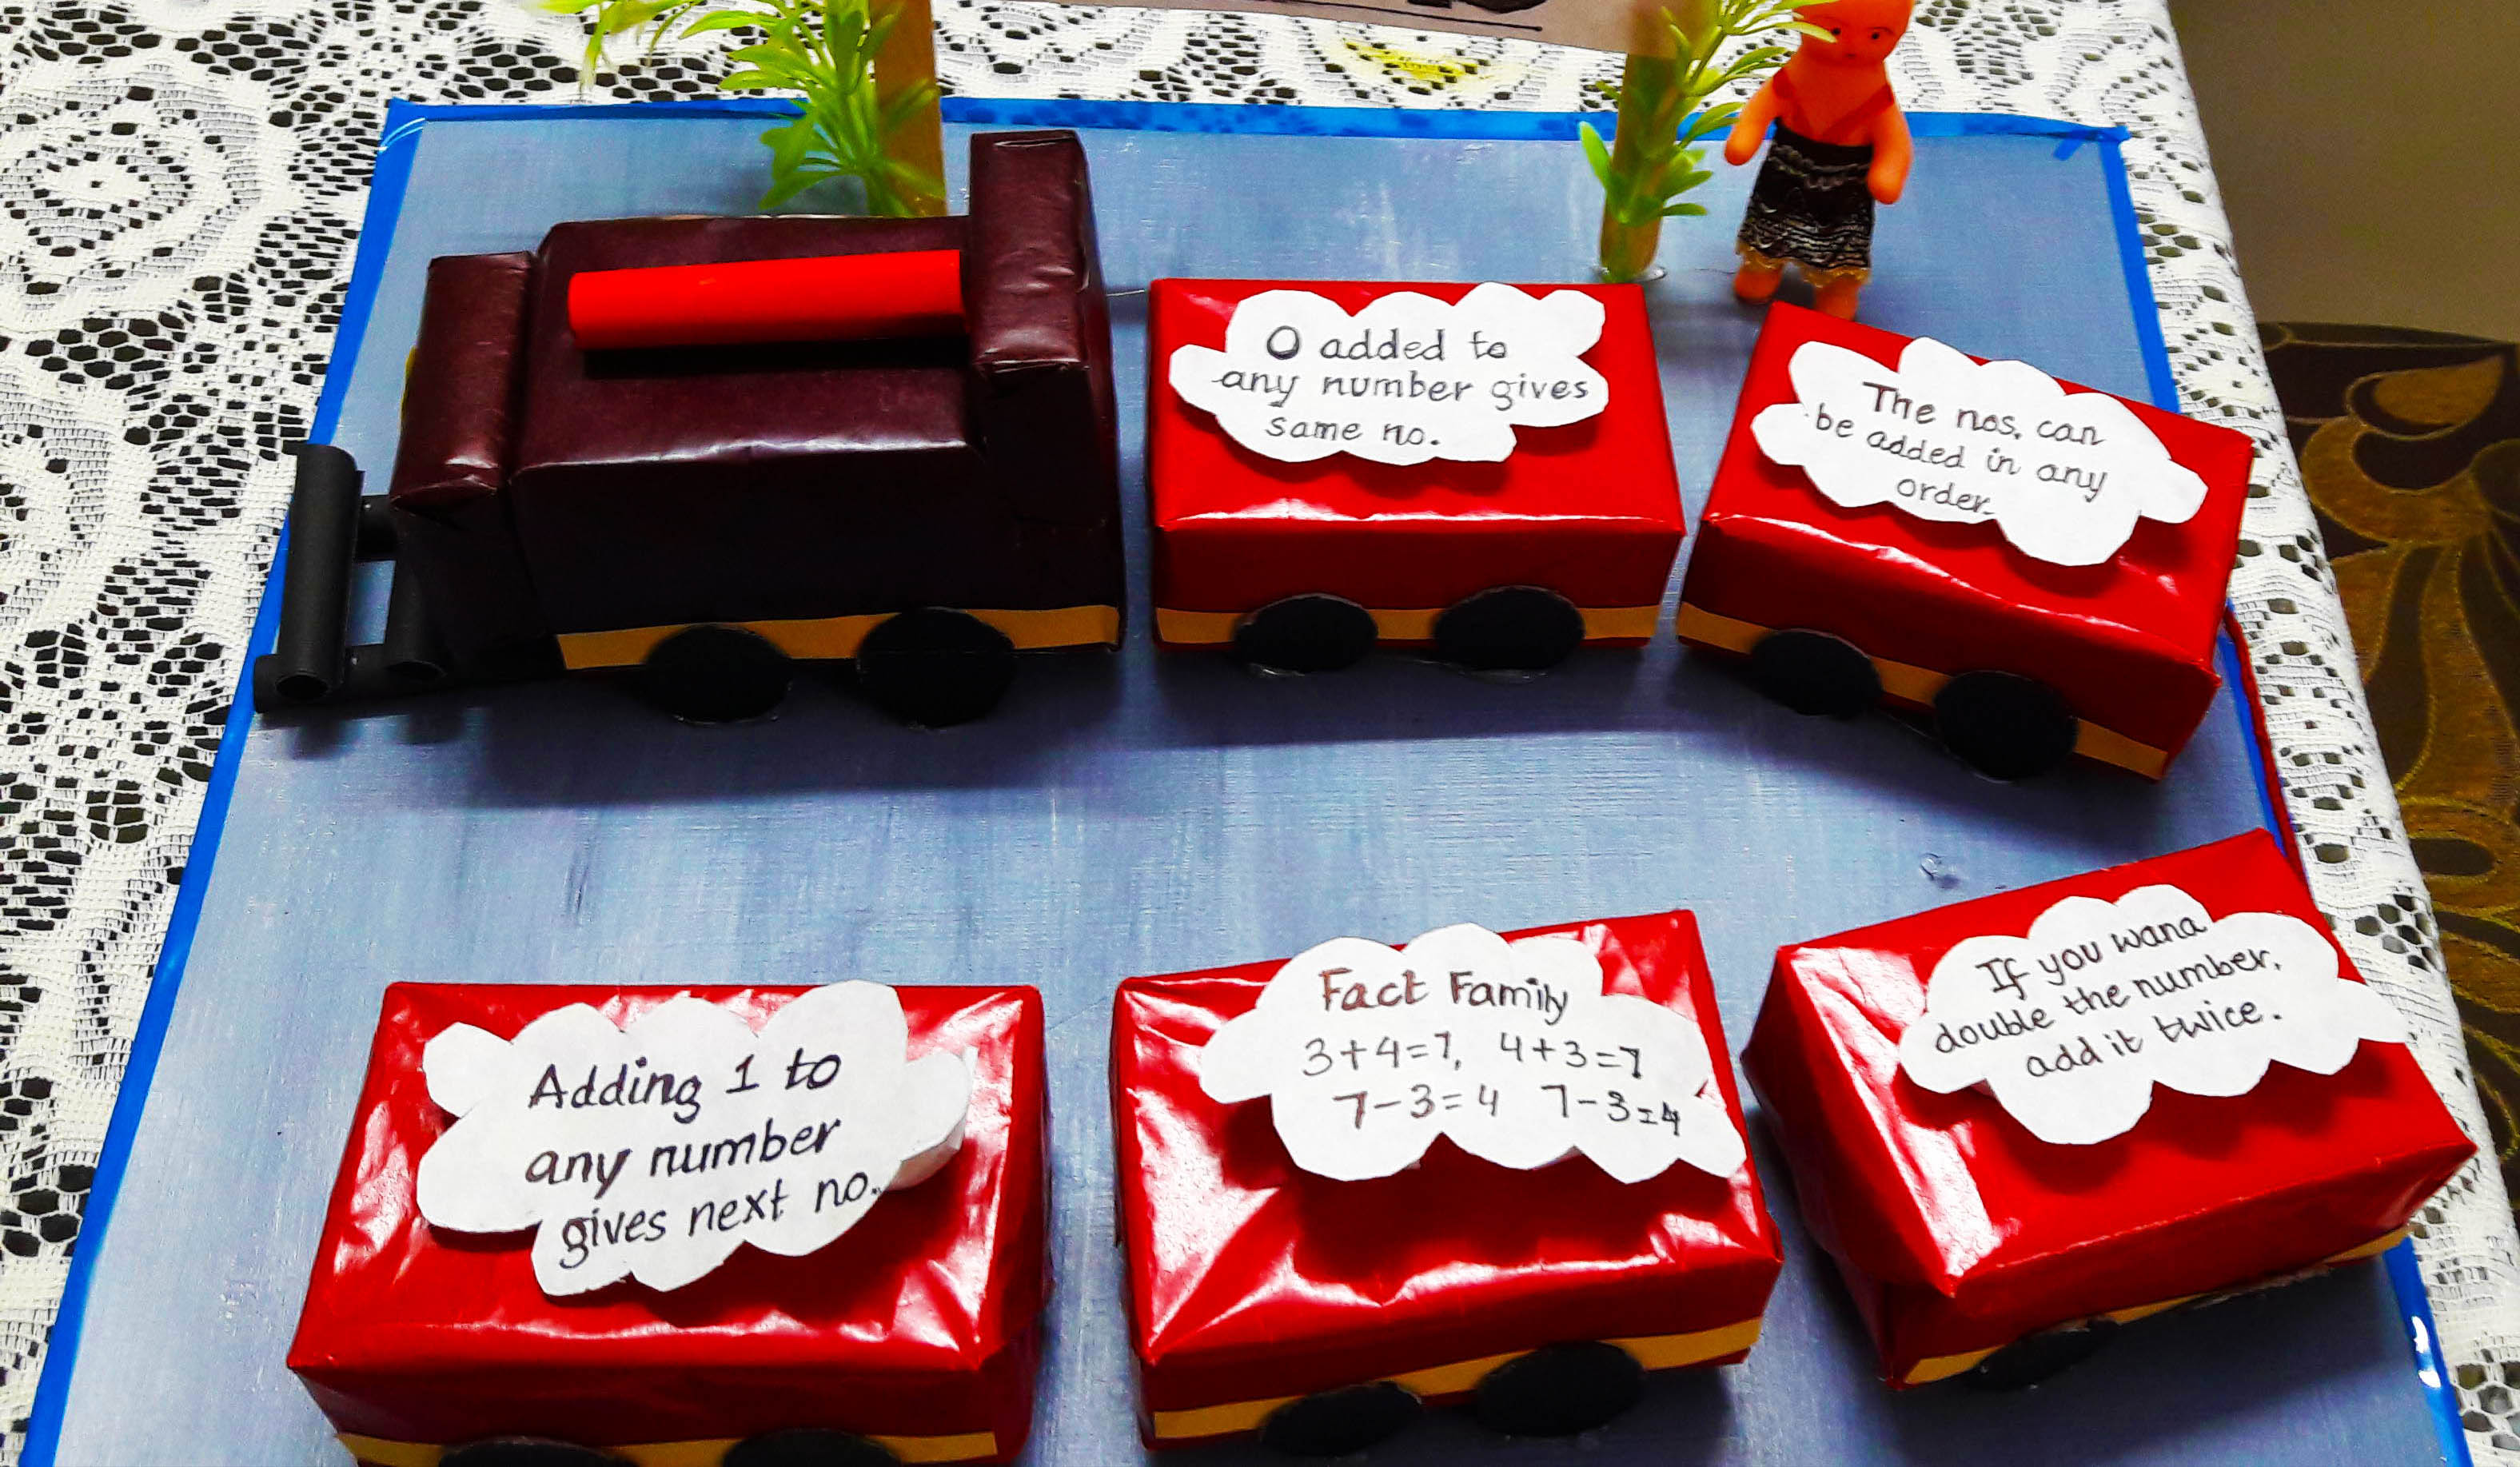 0 added to
any number gives
same no.
The nos. can
be added in any
order.
If you wana
double the number,
add it twice.
Fact Family
3+4=7, 4+3=7
7-3=4 7-3=4
Adding 1 to
any number
gives next no.